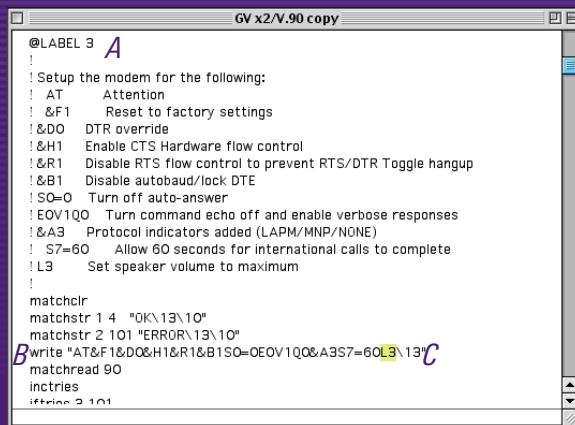 GV x2/V.90 copy
@LABEL 3 A
!
! Setup the modem for the following:
! AT Attention
! &F1 Reset to factory settings
! &D0 DTR override
! &H1 Enable CTS Hardware flow control
! &R1 Disable RTS flow control to prevent RTS/DTR Toggle hangup
! &B1 Disable autobaud/lock DTE
! S0=0 Turn off auto-answer
! E0V1Q0 Turn command echo off and enable verbose responses
! &A3 Protocol indicators added (LAPM/MNP/NONE)
! S7=60 Allow 60 seconds for international calls to complete
! L3 Set speaker volume to maximum
!
matchclr
matchstr 1 4 "OK\13\10"
matchstr 2 101 "ERROR\13\10"
B write "AT&F1&D0&H1&R1&B1S0=0E0V1Q0&A3S7=60L3\13" C
matchread 90
inctries
iftries 3 101